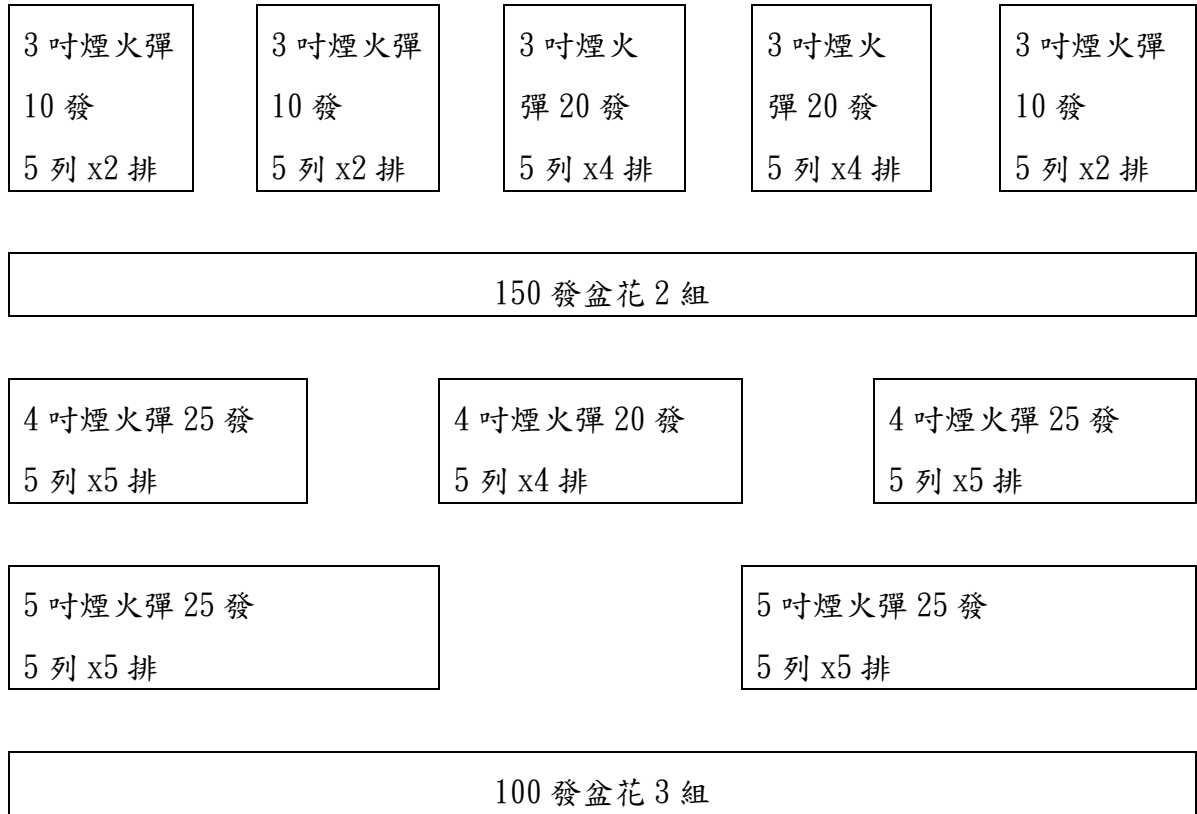 3 吋煙火彈
10 發
5 列 x2 排
3 吋煙火彈
10 發
5 列 x2 排
3 吋煙火
彈 20 發
5 列 x4 排
3 吋煙火
彈 20 發
5 列 x4 排
3 吋煙火彈
10 發
5 列 x2 排
150 發盆花 2 組
4 吋煙火彈 25 發
5 列 x5 排
4 吋煙火彈 20 發
5 列 x4 排
4 吋煙火彈 25 發
5 列 x5 排
5 吋煙火彈 25 發
5 列 x5 排
5 吋煙火彈 25 發
5 列 x5 排
100 發盆花 3 組